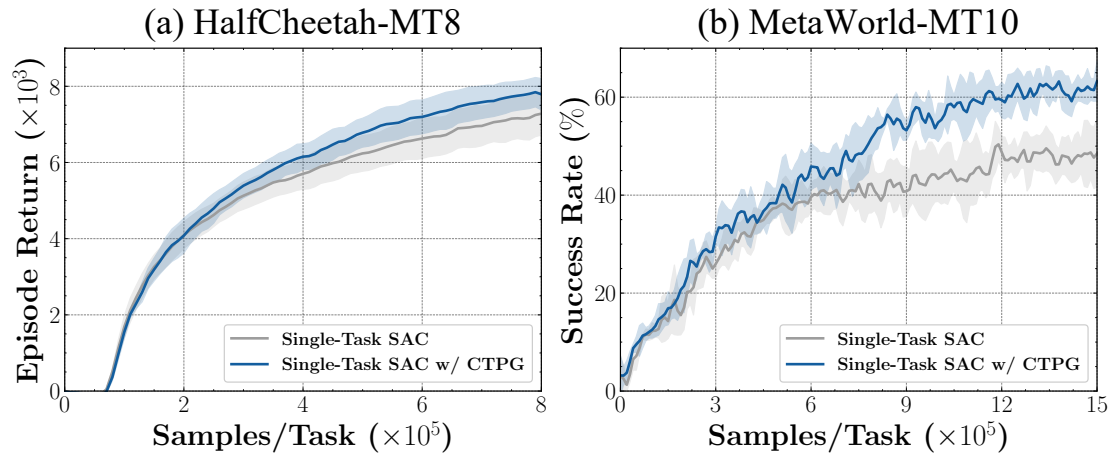 (a) HalfCheetah-MT8
Episode Return (×10³)
8
6
4
2
0
0
2
4
6
8
Samples/Task (×10⁵)
Single-Task SAC
Single-Task SAC w/ CTPG
(b) MetaWorld-MT10
Success Rate (%)
60
40
20
0
0
3
6
9
12
15
Samples/Task (×10⁵)
Single-Task SAC
Single-Task SAC w/ CTPG